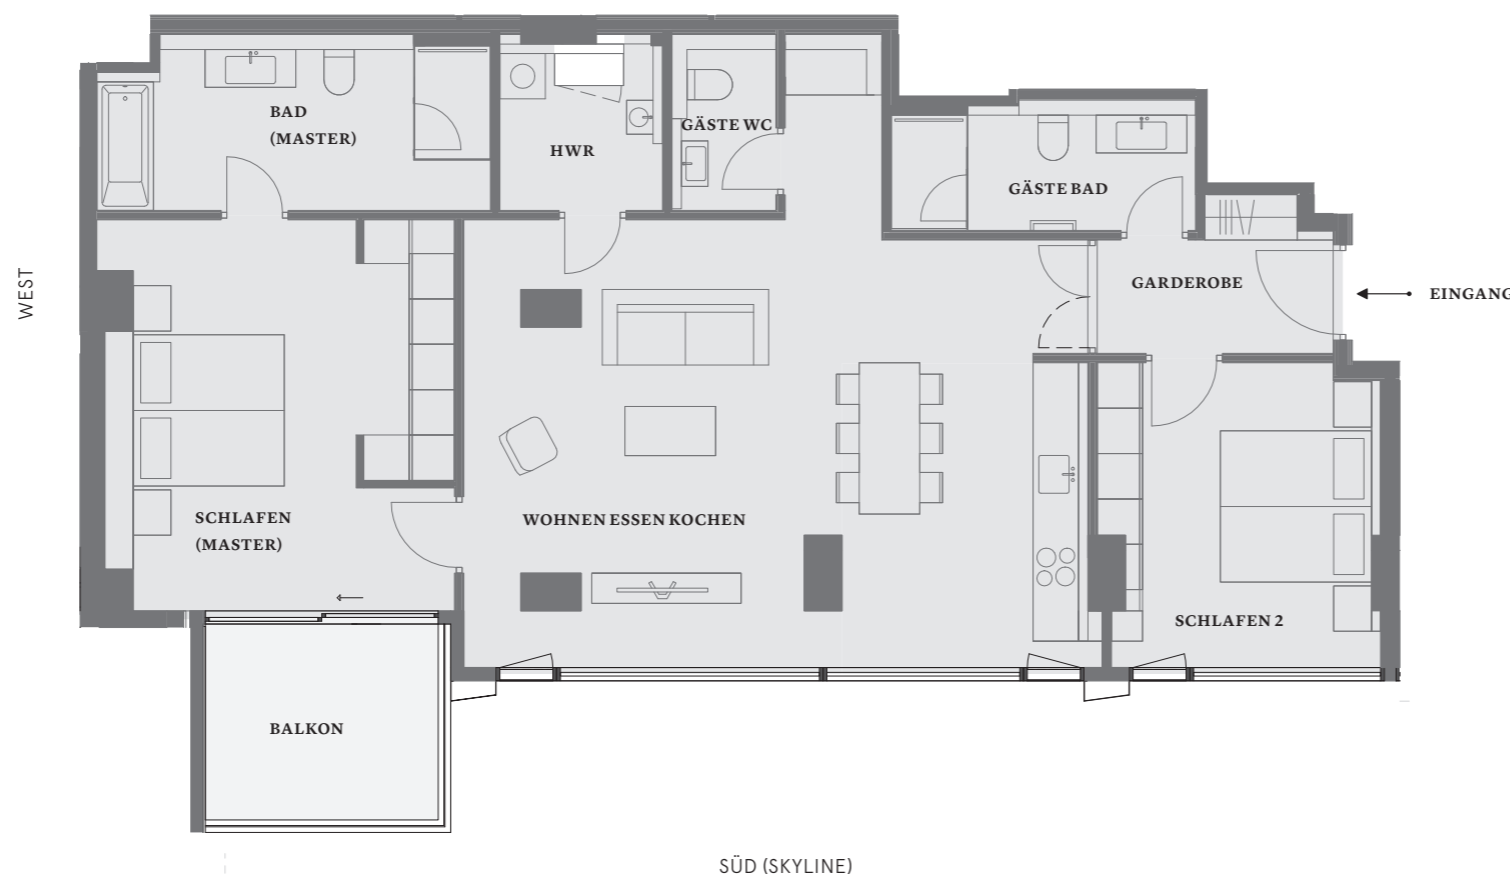 BAD
(MASTER)
HWR
GÄSTE WC
GÄSTE BAD
WEST
GARDEROBE
EINGANG
SCHLAFEN
(MASTER)
WOHNEN ESSEN KOCHEN
SCHLAFEN 2
BALKON
SÜD (SKYLINE)